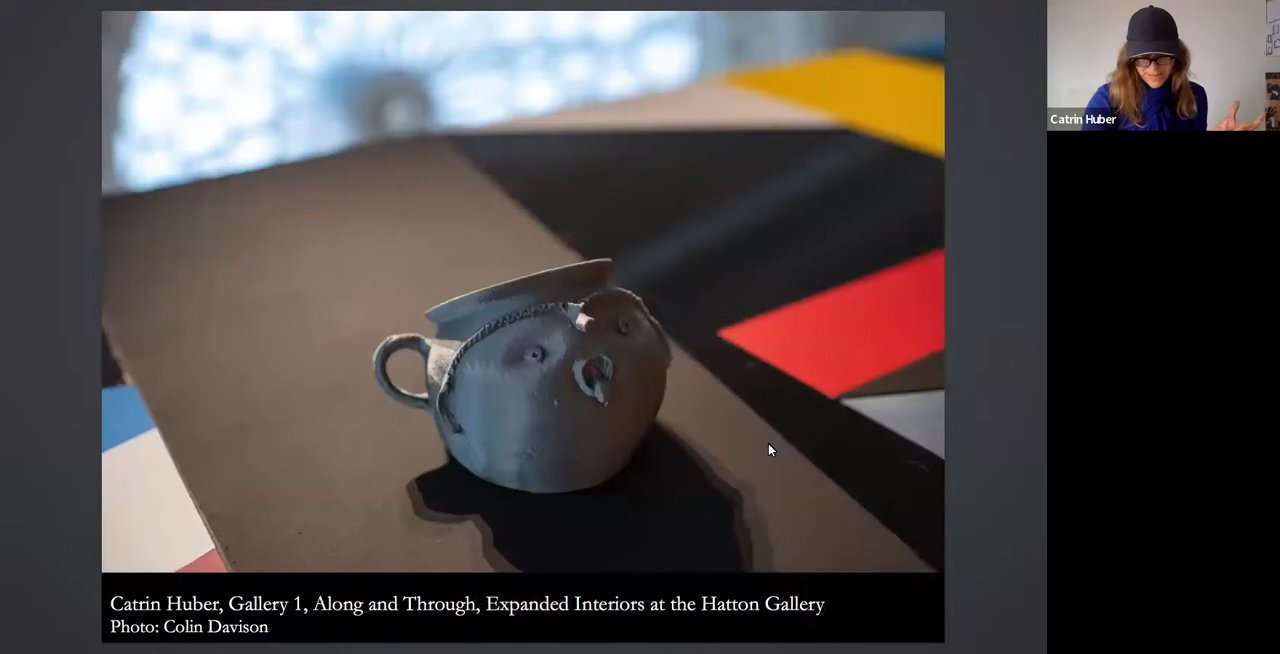 Catrin Huber
Catrin Huber, Gallery 1, Along and Through, Expanded Interiors at the Hatton Gallery
Photo: Colin Davison